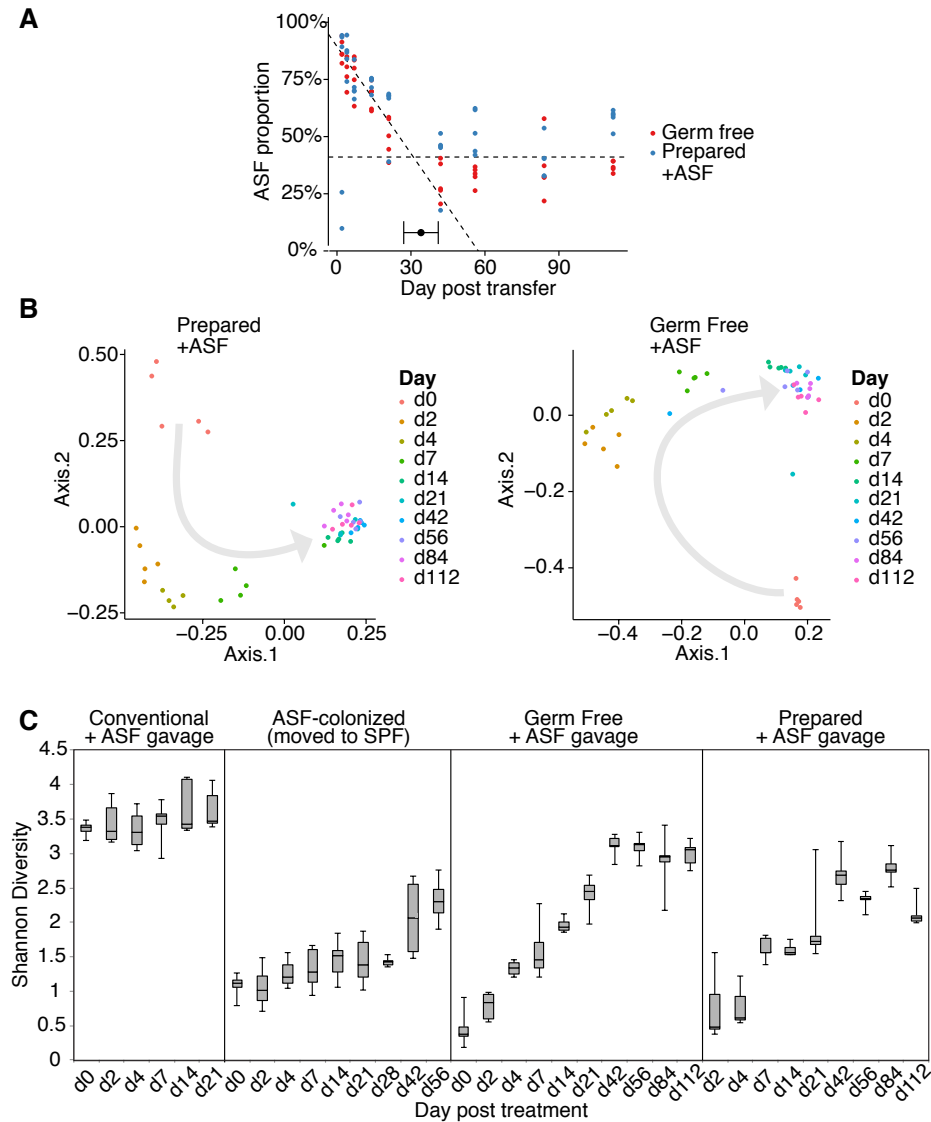 A
100%
75%
50%
25%
0%
ASF proportion
0 30 60 90
Day post transfer
Germ free
Prepared
+ASF
B
Prepared
+ASF
0.50
0.25
0.00
−0.25
Axis.2
−0.25 0.00 0.25
Axis.1
Day
d0
d2
d4
d7
d14
d21
d42
d56
d84
d112
Germ Free
+ASF
0.0
−0.2
−0.4
Axis.2
−0.4 −0.2 0.0 0.2
Axis.1
Day
d0
d2
d4
d7
d14
d21
d42
d56
d84
d112
C
Conventional
+ ASF gavage
ASF-colonized
(moved to SPF)
Germ Free
+ ASF gavage
Prepared
+ ASF gavage
4.5
4
3.5
3
2.5
2
1.5
1
0.5
0
Shannon Diversity
d0 d2 d4 d7 d14 d21 d0 d2 d4 d7 d14 d21 d28 d42 d56 d0 d2 d4 d7 d14 d21 d42 d56 d84 d112 d2 d4 d7 d14 d21 d42 d56 d84 d112
Day post treatment